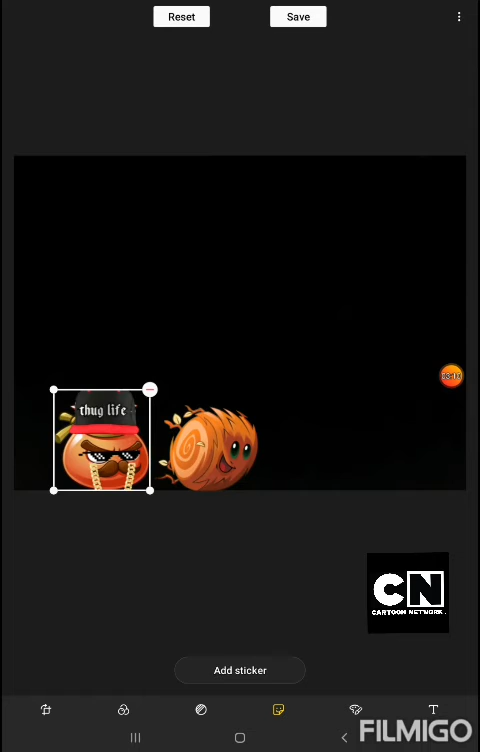 Reset
Save
thug life
CN
CARTOON NETWORK.
Add sticker
T
FILMIGO